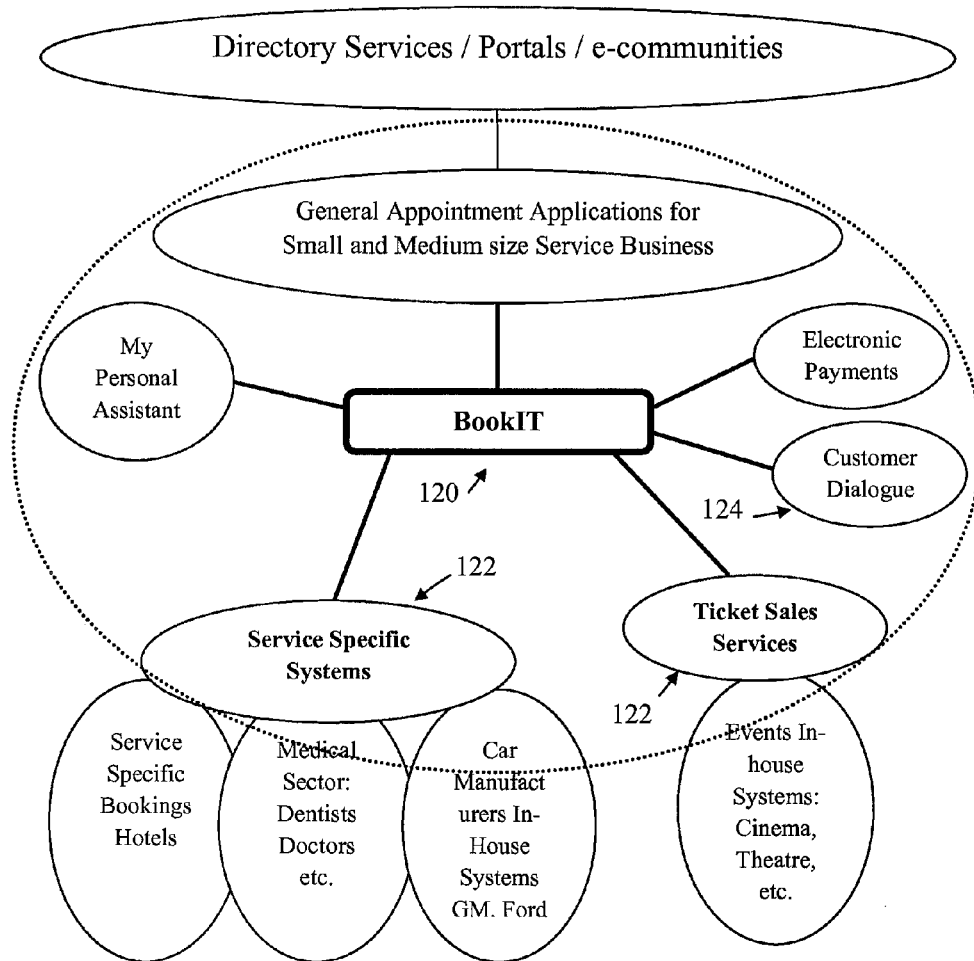 Directory Services / Portals / e-communities
General Appointment Applications for
Small and Medium size Service Business
My
Personal
Assistant
Electronic
Payments
BookIT
Customer
Dialogue
120
124
122
Service Specific
Systems
Ticket Sales
Services
122
Service
Specific
Bookings
Hotels
Medical
Sector:
Dentists
Doctors
etc.
Car
Manufact
urers In-
House
Systems
GM. Ford
Events In-
house
Systems:
Cinema,
Theatre,
etc.